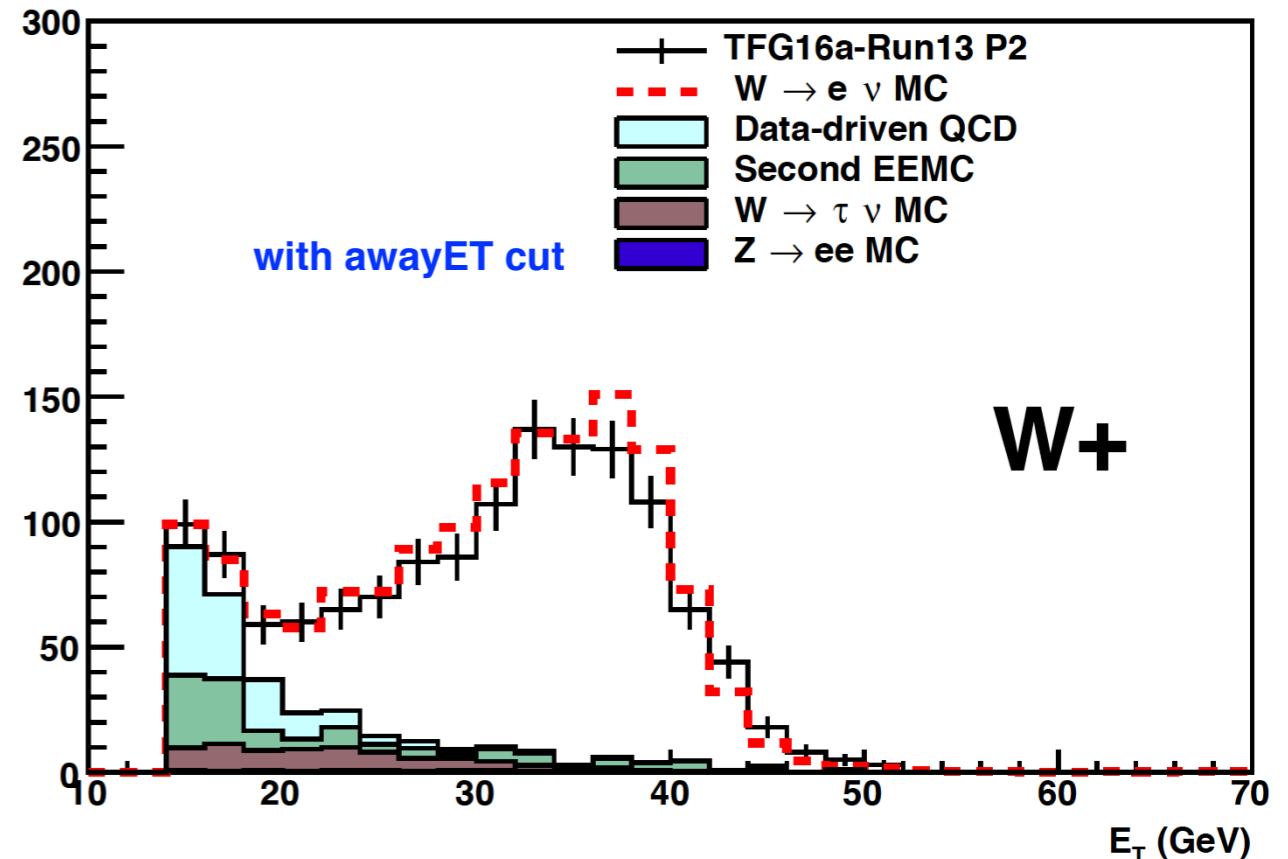 300
250
200
150
100
50
0
TFG16a-Run13 P2
W → e ν MC
Data-driven QCD
Second EEMC
W → τ ν MC
Z → ee MC
with awayET cut
W+
10 20 30 40 50 60 70
E_T (GeV)